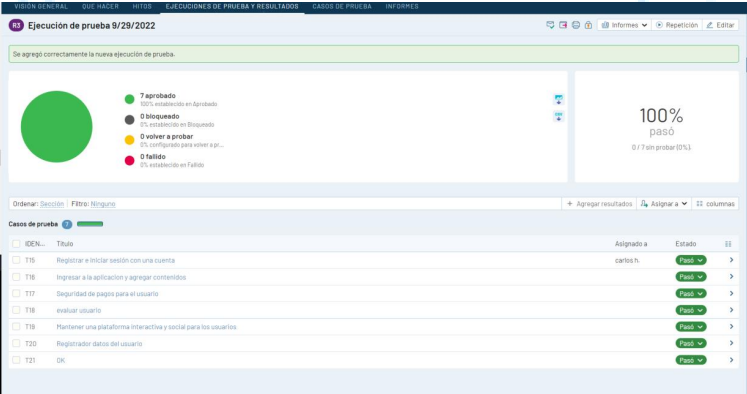 VISIÓN GENERAL QUÉ HACER HITOS EJECUCIONES DE PRUEBA Y RESULTADOS CASOS DE PRUEBA INFORMES
R3 Ejecución de prueba 9/29/2022 Informes Repetición Editar
Se agregó correctamente la nueva ejecución de prueba.
7 aprobado
100% establecido en Aprobado
0 bloqueado
0% establecido en Bloqueado
0 volver a probar
0% configurado para volver a pr...
0 fallido
0% establecido en Fallido
100%
pasó
0 / 7 sin probar (0%).
Ordenar: Sección Filtro: Ninguno + Agregar resultados Asignar a columnas
Casos de prueba 7
IDEN... Título Asignado a Estado
T15 Registrar e iniciar sesión con una cuenta carlos h. Pasó
T16 Ingresar a la aplicacion y agregar contenidos Pasó
T17 Seguridad de pagos para el usuario Pasó
T18 evaluar usuario Pasó
T19 Mantener una plataforma interactiva y social para los usuarios Pasó
T20 Registrador datos del usuario Pasó
T21 OK Pasó